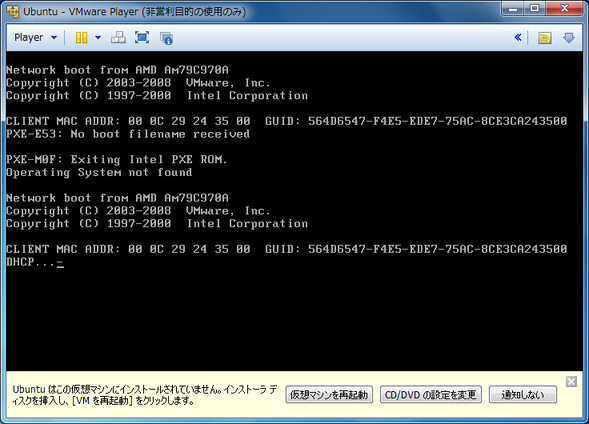 Ubuntu - VMware Player (非営利目的の使用のみ)
Player
Network boot from AMD Am79C970A
Copyright (C) 2003-2008  VMware, Inc.
Copyright (C) 1997-2000  Intel Corporation
CLIENT MAC ADDR: 00 0C 29 24 35 00  GUID: 564D6547-F4E5-EDE7-75AC-8CE3CA243500
PXE-E53: No boot filename received
PXE-M0F: Exiting Intel PXE ROM.
Operating System not found
Network boot from AMD Am79C970A
Copyright (C) 2003-2008  VMware, Inc.
Copyright (C) 1997-2000  Intel Corporation
CLIENT MAC ADDR: 00 0C 29 24 35 00  GUID: 564D6547-F4E5-EDE7-75AC-8CE3CA243500
DHCP...-
Ubuntu はこの仮想マシンにインストールされていません。インストーラ デ
ィスクを挿入し、[VM を再起動] をクリックします。
仮想マシンを再起動
CD/DVD の設定を変更
通知しない